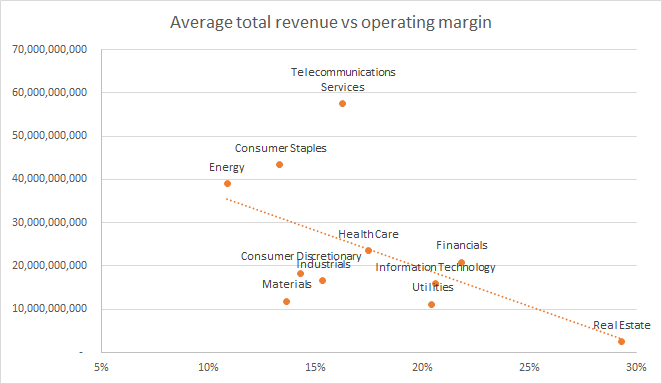 Average total revenue vs operating margin
70,000,000,000
60,000,000,000
50,000,000,000
40,000,000,000
30,000,000,000
20,000,000,000
10,000,000,000
-
Telecommunications
Services
Consumer Staples
Energy
Health Care
Financials
Consumer Discretionary
Industrials
Information Technology
Materials
Utilities
Real Estate
5%
10%
15%
20%
25%
30%